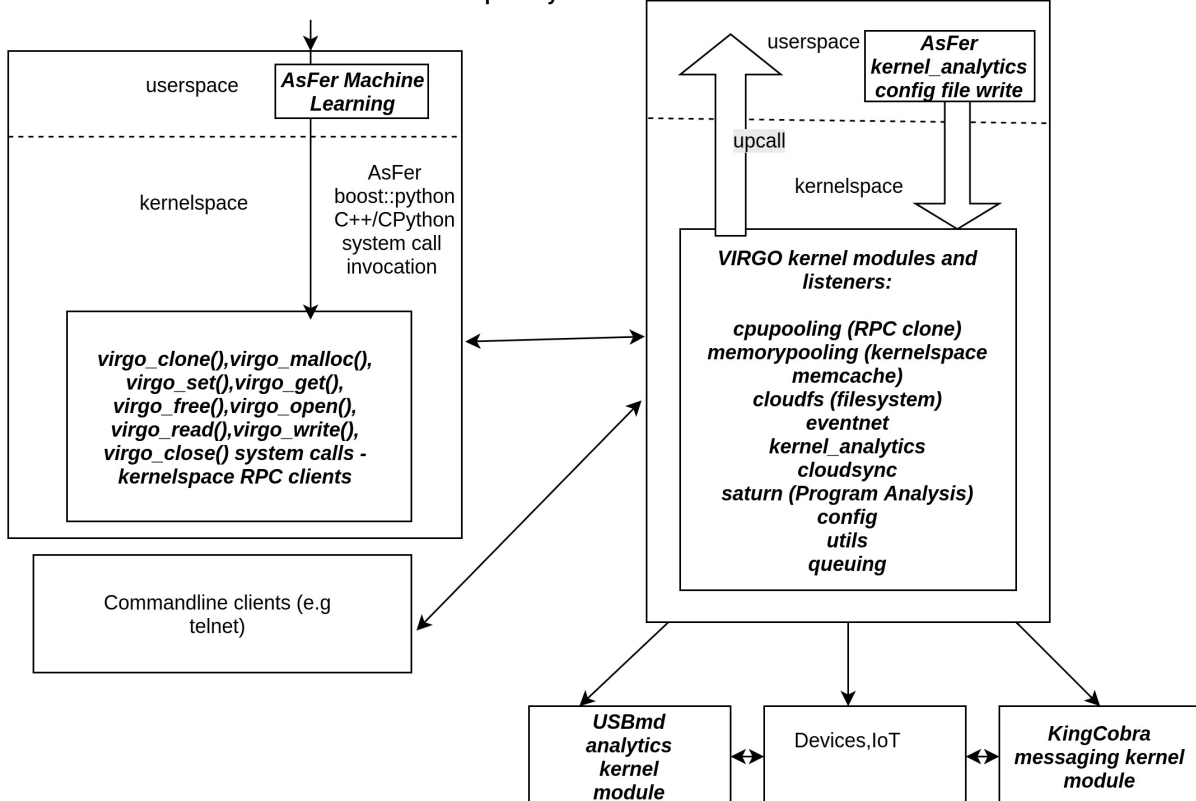 userspace
AsFer Machine
Learning
kernelspace
AsFer
boost::python
C++/CPython
system call
invocation
virgo_clone(),virgo_malloc(),
virgo_set(),virgo_get(),
virgo_free(),virgo_open(),
virgo_read(),virgo_write(),
virgo_close() system calls -
kernelspace RPC clients
Commandline clients (e.g
telnet)
userspace
AsFer
kernel_analytics
config file write
upcall
kernelspace
VIRGO kernel modules and
listeners:
cpupooling (RPC clone)
memorypooling (kernelspace
memcache)
cloudfs (filesystem)
eventnet
kernel_analytics
cloudsync
saturn (Program Analysis)
config
utils
queuing
USBmd
analytics
kernel
module
Devices,IoT
KingCobra
messaging kernel
module